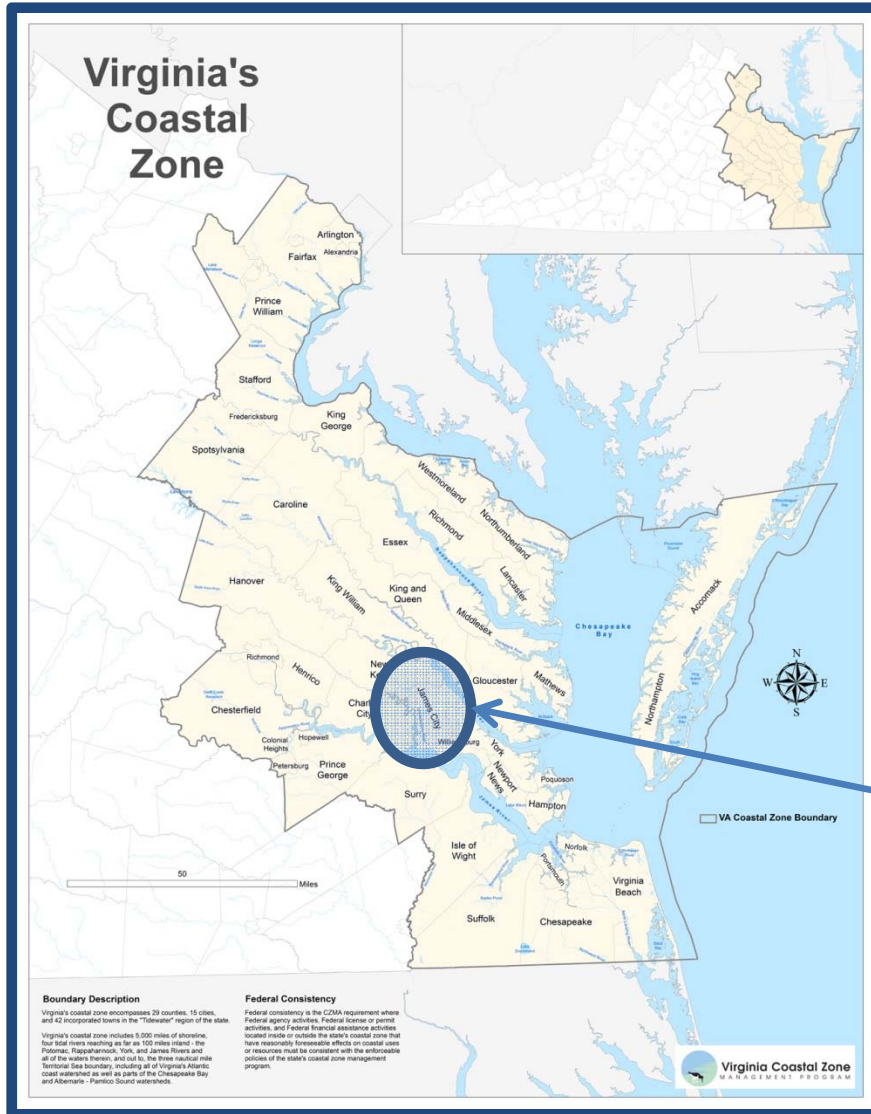 Virginia's
Coastal
Zone
Arlington
Alexandria
Fairfax
Prince
William
Stafford
Fredericksburg
King
George
Spotsylvania
Westmoreland
Northumberland
Richmond
Caroline
Essex
Lancaster
Accomack
Hanover
King William
King and
Queen
Middlesex
Chesapeake
Bay
Richmond
Henrico
New
Gloucester
Mathews
Northampton
N
W E
S
Chesterfield
City
James City
Colonial
Heights
Hopewell
Petersburg
Prince
George
York
Newport
News
Poquoson
Hampton
Surry
James River
VA Coastal Zone Boundary
Isle of
Wight
Norfolk
Portsmouth
Virginia
Beach
50
Miles
Suffolk
Chesapeake
Boundary Description
Virginia's coastal zone encompasses 29 counties, 15 cities,
and 42 incorporated towns in the "Tidewater" region of the state.
Virginia's coastal zone includes 5,000 miles of shoreline,
four tidal rivers reaching as far as 100 miles inland - the
Potomac, Rappahannock, York, and James Rivers and
all of the waters therein, and out to, the three nautical mile
Territorial Sea boundary, including all of Virginia's Atlantic
coast watershed as well as parts of the Chesapeake Bay
and Albemarle - Pamlico Sound watersheds.
Federal Consistency
Federal consistency is the CZMA requirement where
Federal agency activities, Federal license or permit
activities, and Federal financial assistance activities
located inside or outside the state's coastal zone that
have reasonably foreseeable effects on coastal uses
or resources must be consistent with the enforceable
policies of the state's coastal zone management
program.
Virginia Coastal Zone
MANAGEMENT PROGRAM